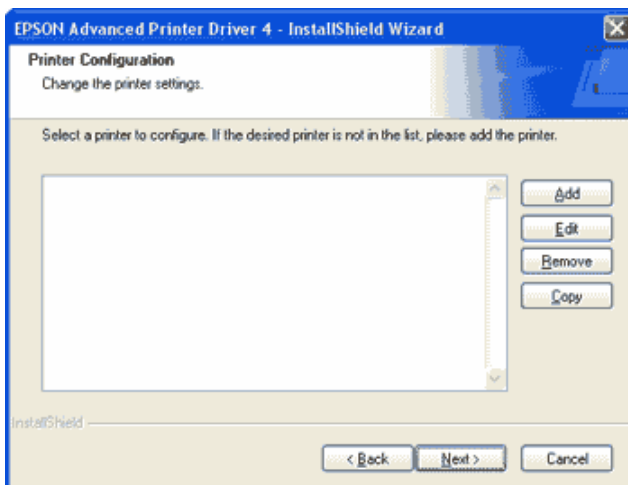 EPSON Advanced Printer Driver 4 - InstallShield Wizard
Printer Configuration
Change the printer settings.
Select a printer to configure. If the desired printer is not in the list, please add the printer.
Add
Edit
Remove
Copy
InstallShield
< Back
Next >
Cancel